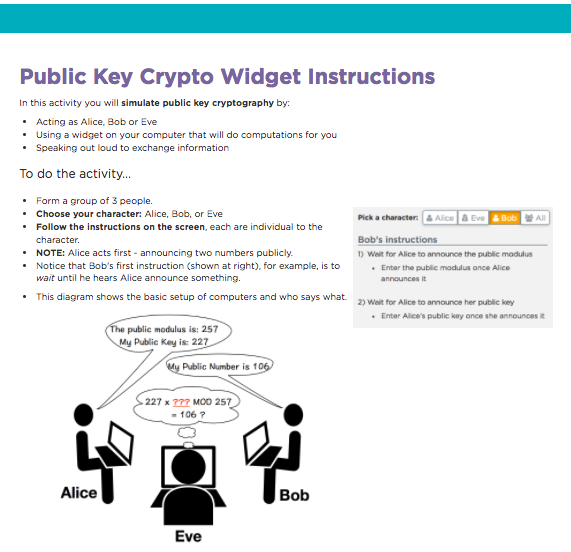 Public Key Crypto Widget Instructions
In this activity you will simulate public key cryptography by:
• Acting as Alice, Bob or Eve
• Using a widget on your computer that will do computations for you
• Speaking out loud to exchange information
To do the activity...
• Form a group of 3 people.
• Choose your character: Alice, Bob, or Eve
• Follow the instructions on the screen, each are individual to the
character.
• NOTE: Alice acts first - announcing two numbers publicly.
• Notice that Bob's first instruction (shown at right), for example, is to
wait until he hears Alice announce something.
• This diagram shows the basic setup of computers and who says what.
Pick a character: Alice Eve Bob All
Bob's instructions
1) Wait for Alice to announce the public modulus
• Enter the public modulus once Alice
announces it
2) Wait for Alice to announce her public key
• Enter Alice's public key once she announces it
The public modulus is: 257
My Public Key is: 227
My Public Number is 106
227 x ??? MOD 257
= 106 ?
Alice
Bob
Eve